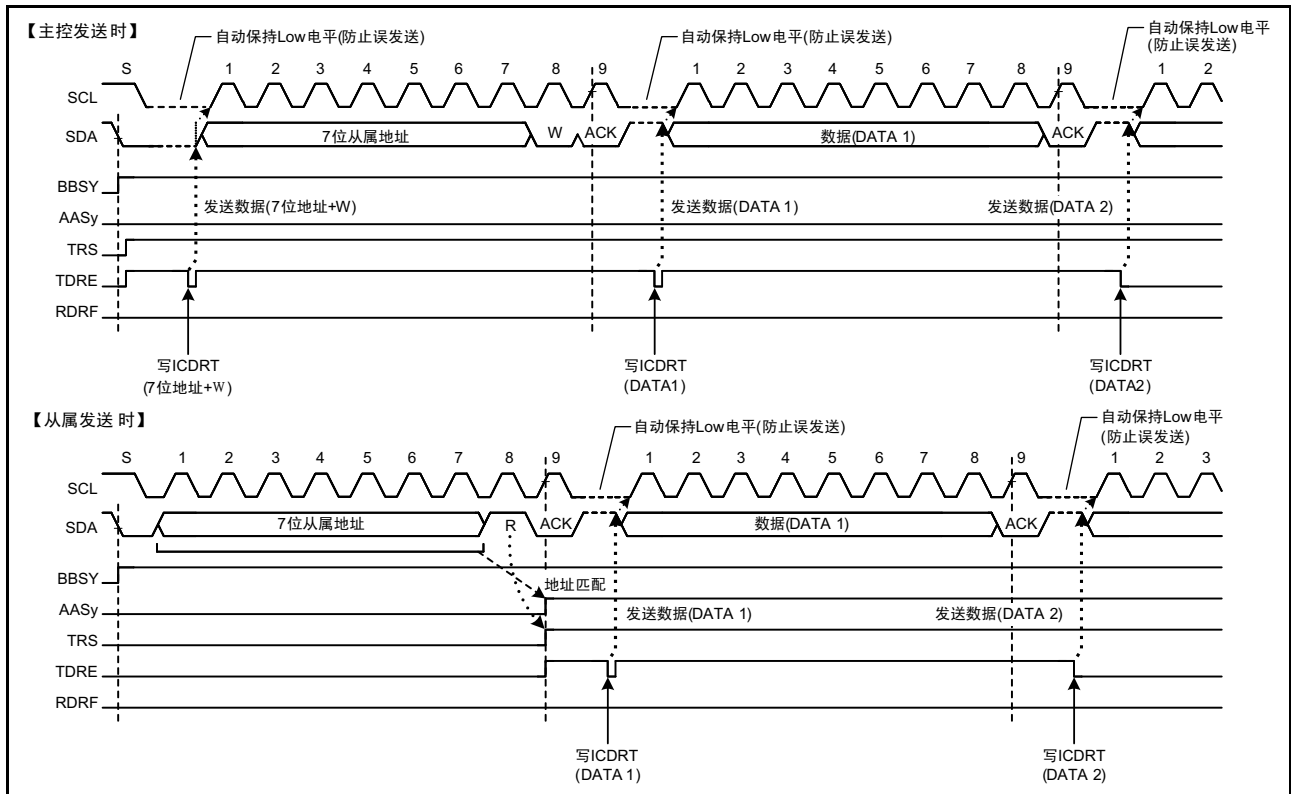 【主控发送时】
自动保持Low电平(防止误发送)
自动保持Low电平(防止误发送)
自动保持Low电平
(防止误发送)
S 1 2 3 4 5 6 7 8 9 1 2 3 4 5 6 7 8 9 1 2
SCL
SDA 7位从属地址 W ACK 数据(DATA 1) ACK
BBSY
发送数据(7位地址+W) 发送数据(DATA 1) 发送数据(DATA 2)
AASy
TRS
TDRE
RDRF
写ICDRT
(7位地址+W)
写ICDRT
(DATA1)
写ICDRT
(DATA2)
【从属发送 时】
自动保持Low电平(防止误发送)
自动保持Low电平
(防止误发送)
S 1 2 3 4 5 6 7 8 9 1 2 3 4 5 6 7 8 9 1 2 3
SCL
SDA 7位从属地址 R ACK 数据(DATA 1) ACK
BBSY
地址匹配
AASy
发送数据(DATA 1) 发送数据(DATA 2)
TRS
TDRE
RDRF
写ICDRT
(DATA 1)
写ICDRT
(DATA 2)